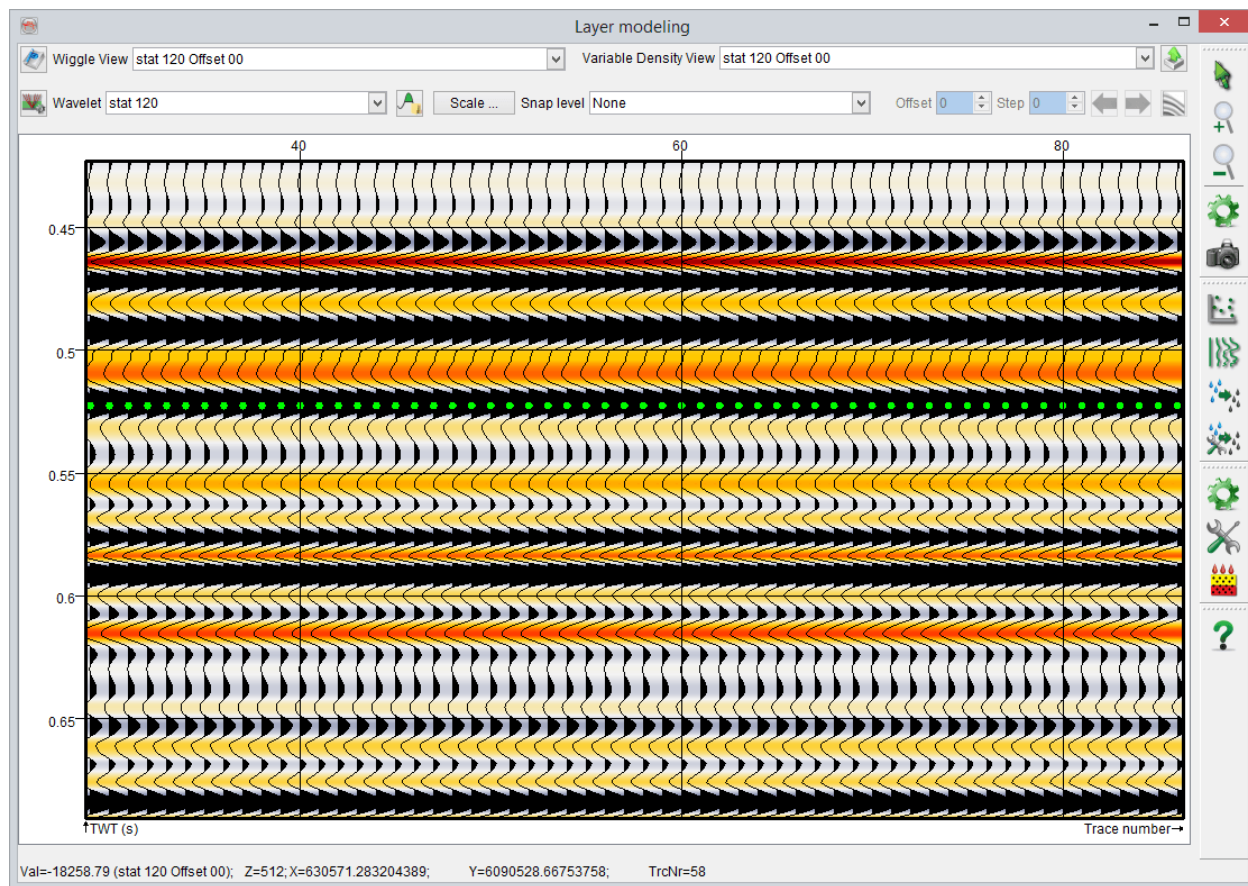 Layer modeling
Wiggle View stat 120 Offset 00 Variable Density View stat 120 Offset 00
Wavelet stat 120 Scale ... Snap level None Offset 0 Step 0
40 60 80
0.45
0.5
0.55
0.6
0.65
TWT (s) Trace number
Val=-18258.79 (stat 120 Offset 00); Z=512; X=630571.283204389; Y=6090528.66753758; TrcNr=58